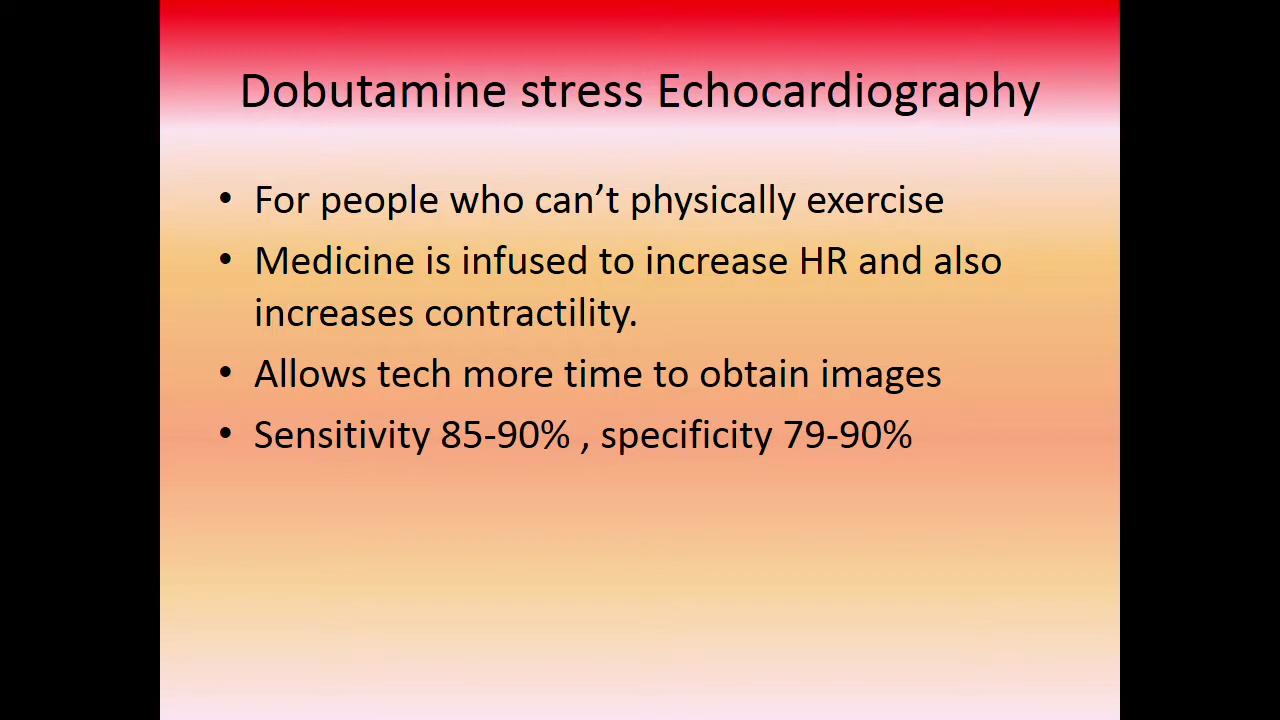 Dobutamine stress Echocardiography
• For people who can’t physically exercise
• Medicine is infused to increase HR and also
increases contractility.
• Allows tech more time to obtain images
• Sensitivity 85-90% , specificity 79-90%